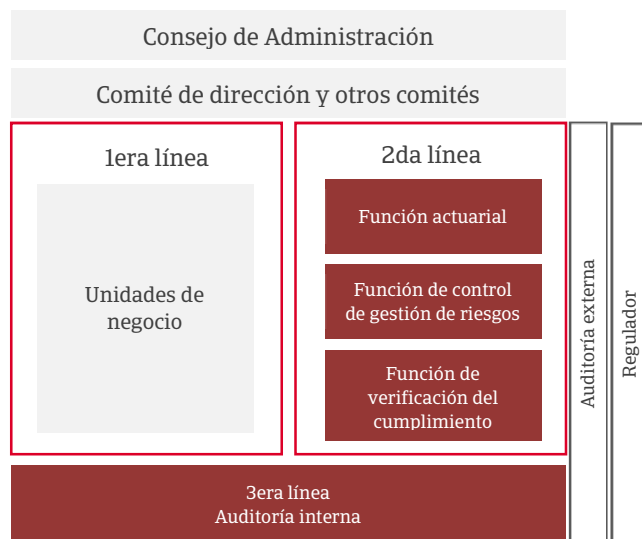 Consejo de Administración
Comité de dirección y otros comités
1era línea
Unidades de
negocio
2da línea
Función actuarial
Función de control
de gestión de riesgos
Función de
verificación del
cumplimiento
3era línea
Auditoría interna
Auditoría externa
Regulador